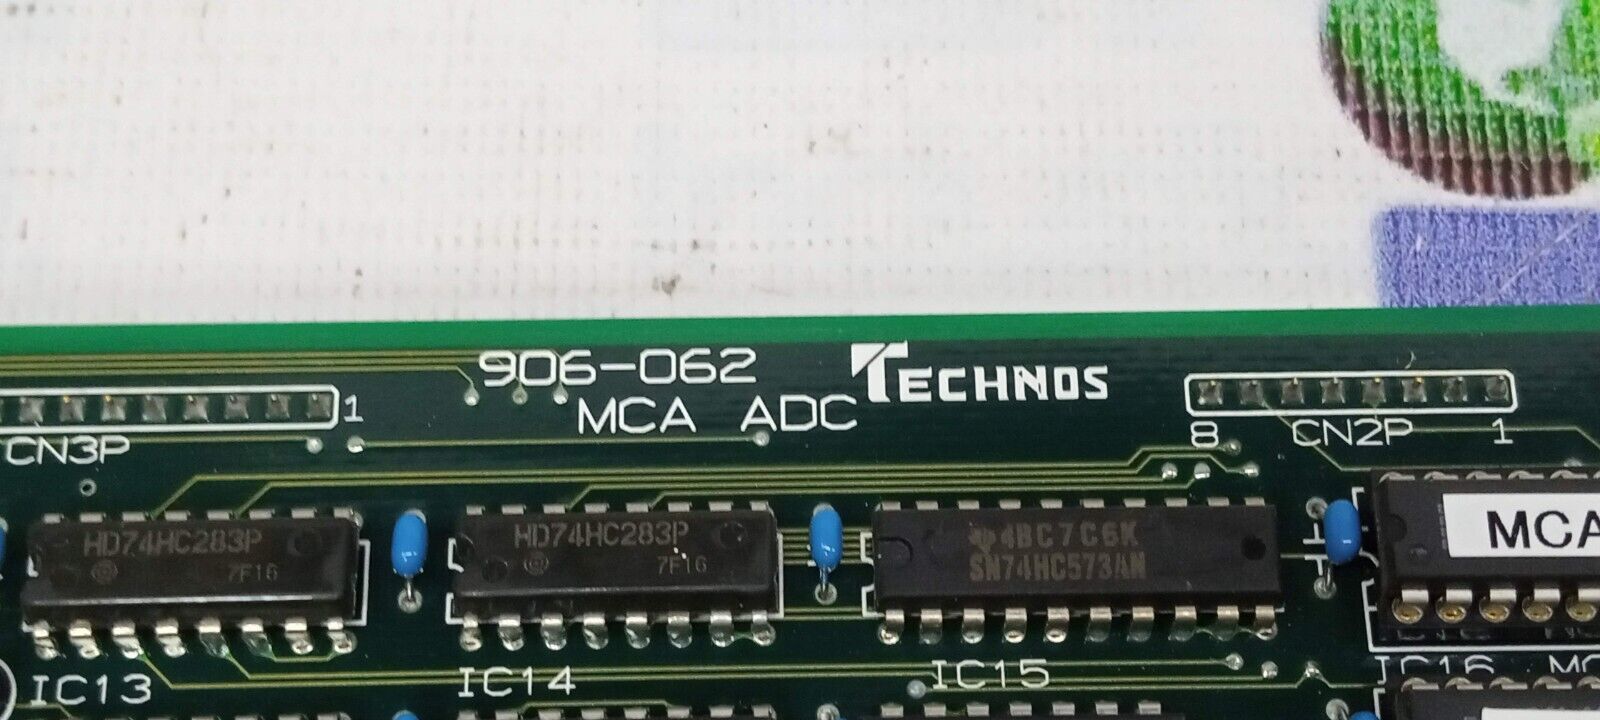 906-062
TECHNOS
MCA ADC
1
CN3P
8 CN2P 1
HD74HC283P
7F16
HD74HC283P
7F16
4BC7C6K
SN74HC573AN
MCA
IC13
IC14
IC15
IC16